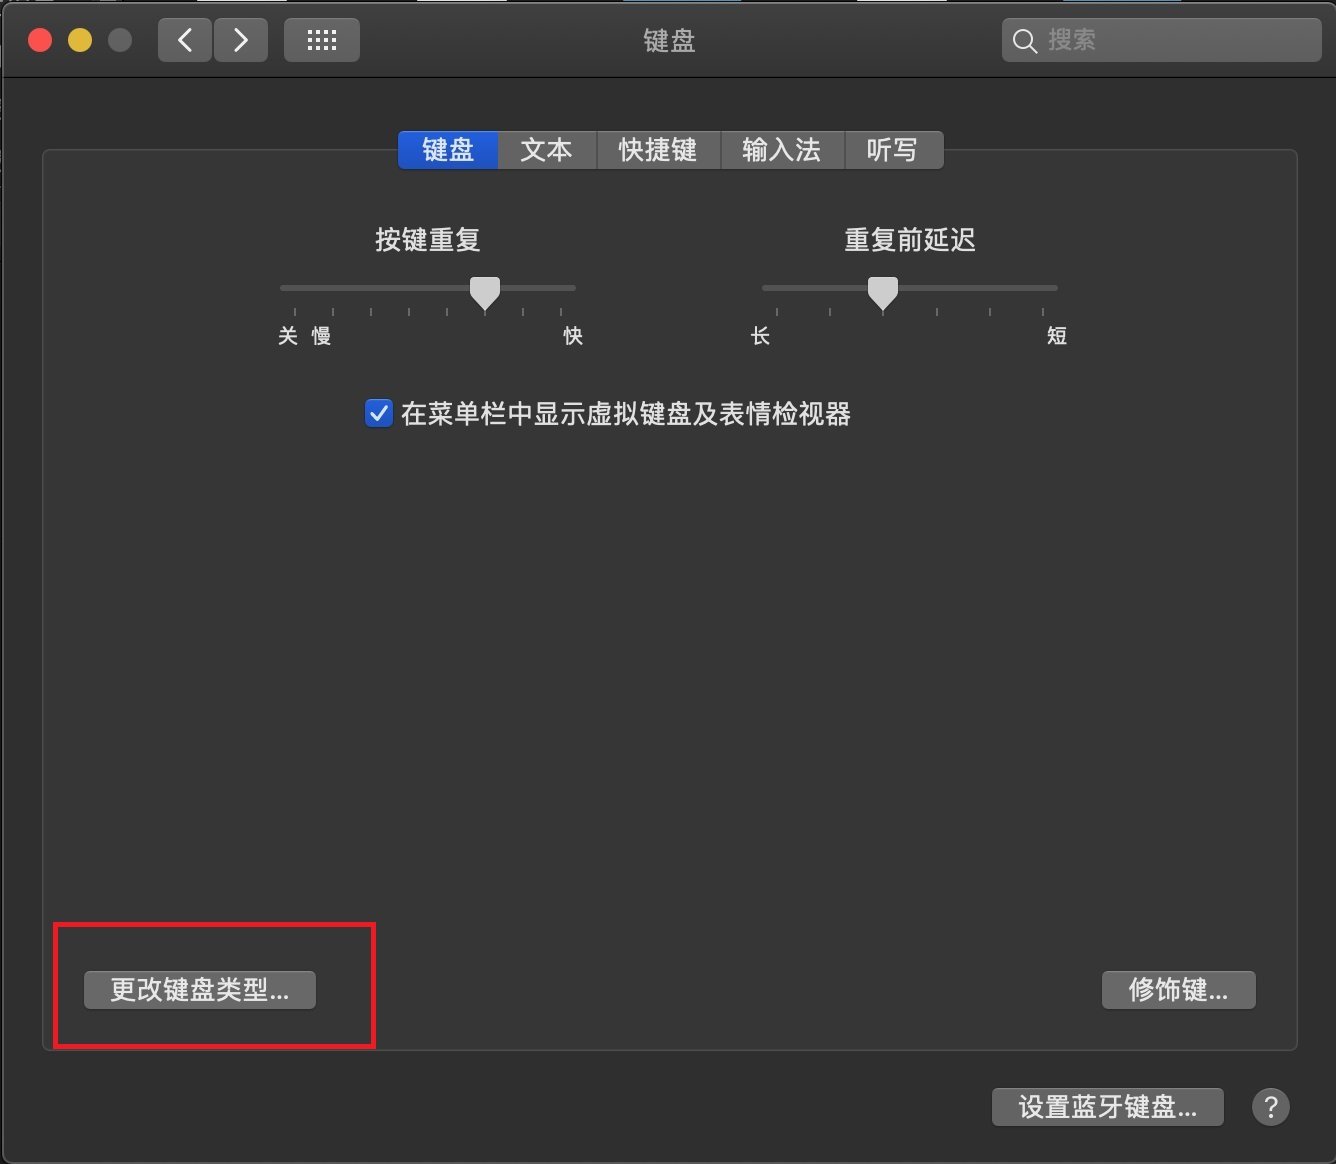 键盘
搜索
键盘 文本 快捷键 输入法 听写
按键重复 重复前延迟
关 慢 快 长 短
在菜单栏中显示虚拟键盘及表情检视器
更改键盘类型... 修饰键...
设置蓝牙键盘... ?